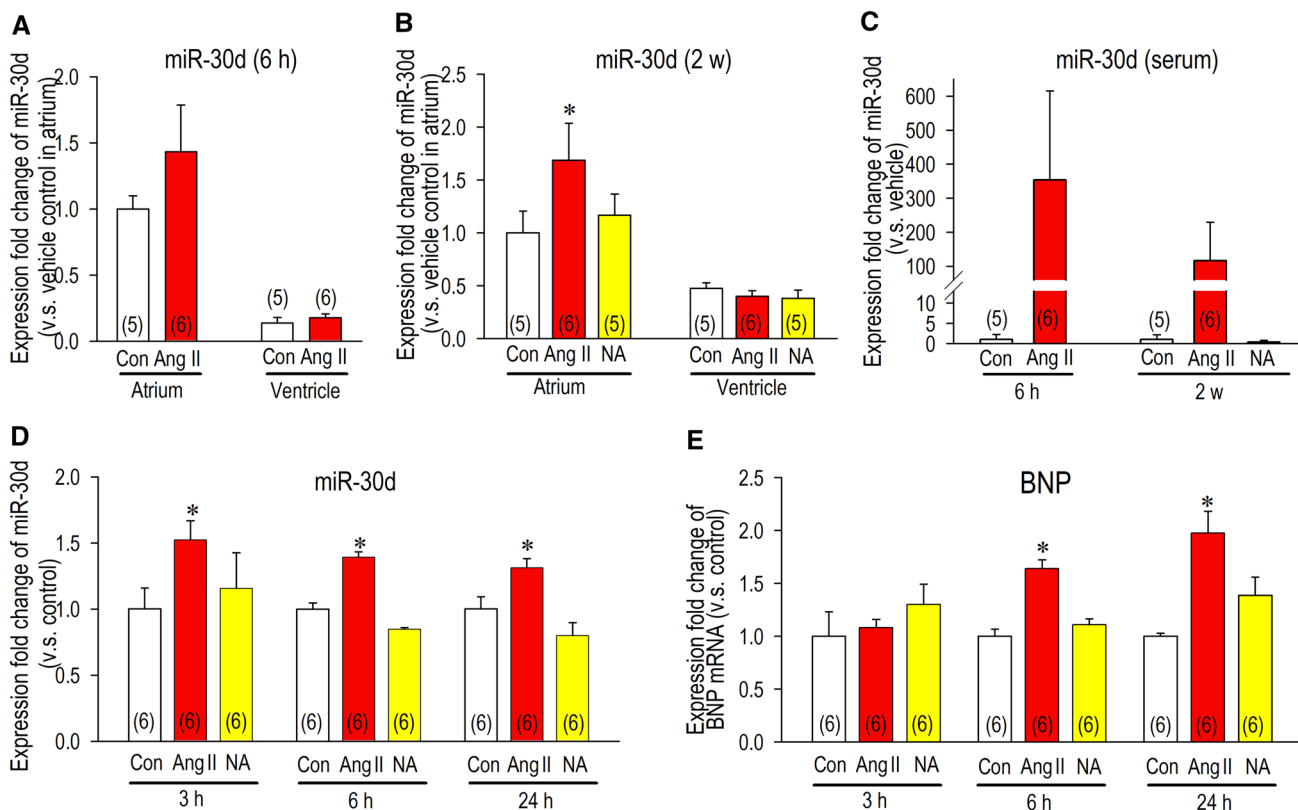 A
miR-30d (6 h)
Expression fold change of miR-30d
(v.s. vehicle control in atrium)
2.0
1.5
1.0
0.5
0.0
(5) (6) (5) (6)
Con Ang II Con Ang II
Atrium Ventricle
B
miR-30d (2 w)
Expression fold change of miR-30d
(v.s. vehicle control in atrium)
2.5
2.0
1.5
1.0
0.5
0.0
*
(5) (6) (5) (5) (6) (5)
Con Ang II NA Con Ang II NA
Atrium Ventricle
C
miR-30d (serum)
Expression fold change of miR-30d
(v.s. vehicle)
600
500
400
300
200
100
10
5
0
(5) (6) (5) (6)
Con Ang II Con Ang II NA
6 h 2 w
D
miR-30d
Expression fold change of miR-30d
(v.s. control)
2.0
1.5
1.0
0.5
0.0
* * *
(6) (6) (6) (6) (6) (6) (6) (6) (6)
Con Ang II NA Con Ang II NA Con Ang II NA
3 h 6 h 24 h
E
BNP
Expression fold change of
BNP mRNA (v.s. control)
2.5
2.0
1.5
1.0
0.5
0.0
* *
(6) (6) (6) (6) (6) (6) (6) (6) (6)
Con Ang II NA Con Ang II NA Con Ang II NA
3 h 6 h 24 h